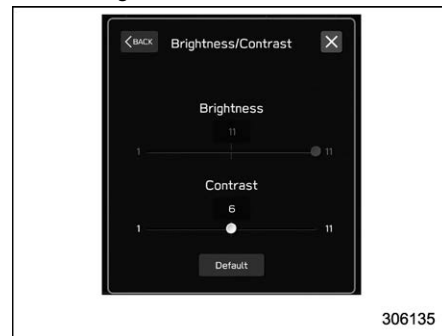 BACK
Brightness/Contrast
Brightness
11
1 11
Contrast
6
1 11
Default
306135